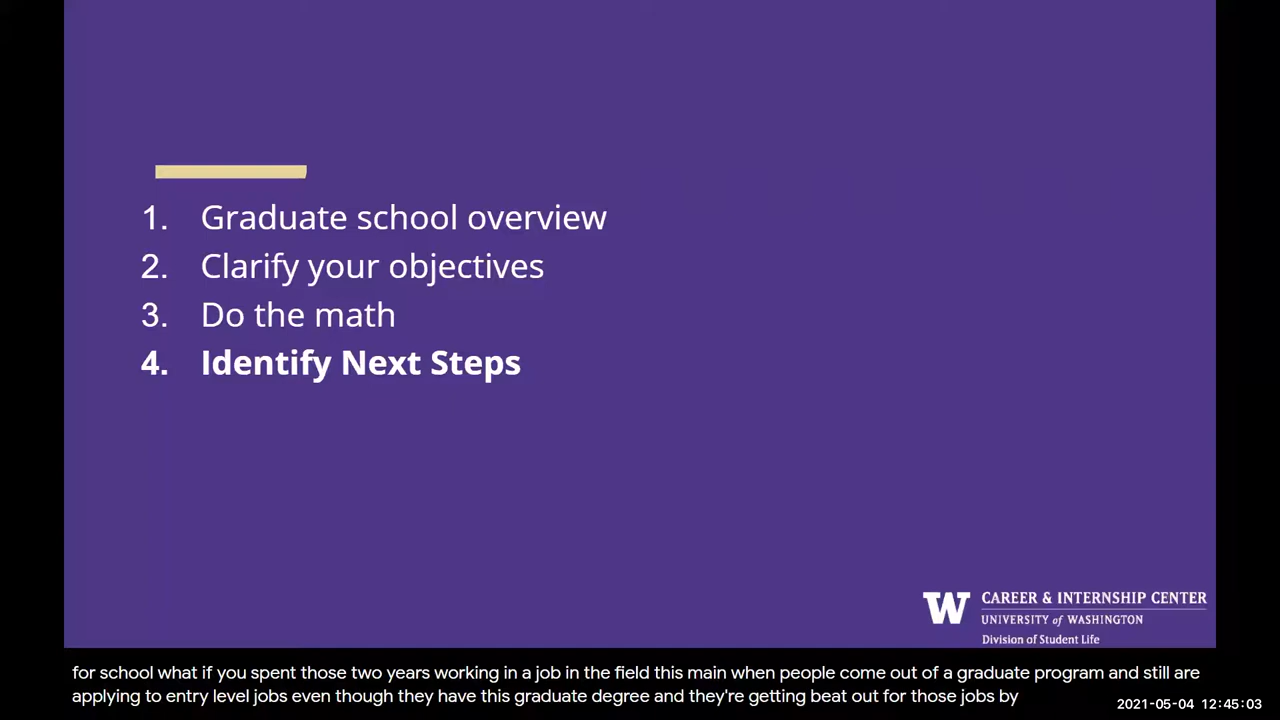 1. Graduate school overview
2. Clarify your objectives
3. Do the math
4. Identify Next Steps
W CAREER & INTERNSHIP CENTER
UNIVERSITY of WASHINGTON
Division of Student Life
for school what if you spent those two years working in a job in the field this main when people come out of a graduate program and still are
applying to entry level jobs even though they have this graduate degree and they're getting beat out for those jobs by
2021-05-04 12:45:03